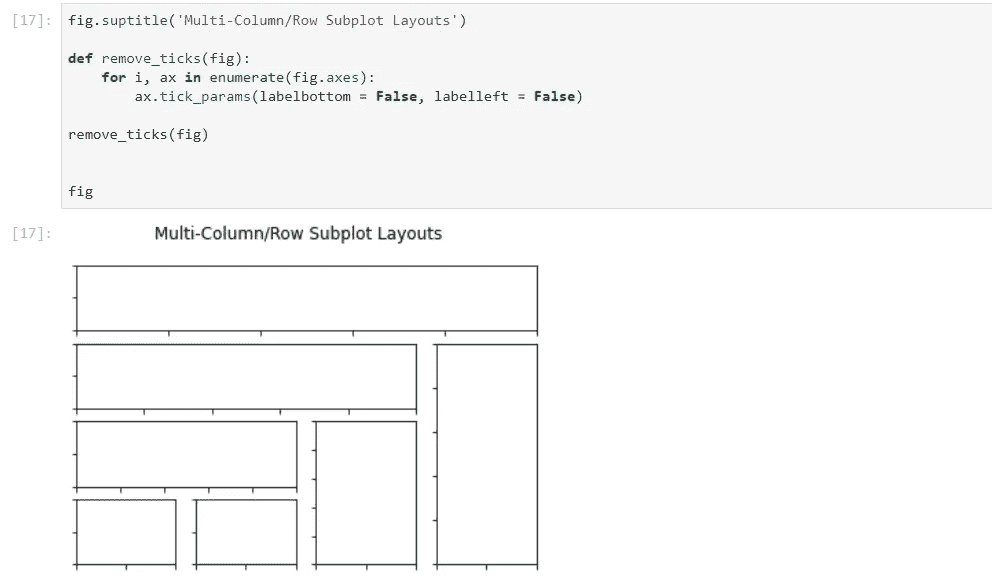 [17]: fig.suptitle('Multi-Column/Row Subplot Layouts')
def remove_ticks(fig):
    for i, ax in enumerate(fig.axes):
        ax.tick_params(labelbottom = False, labelleft = False)
remove_ticks(fig)
fig
[17]: Multi-Column/Row Subplot Layouts